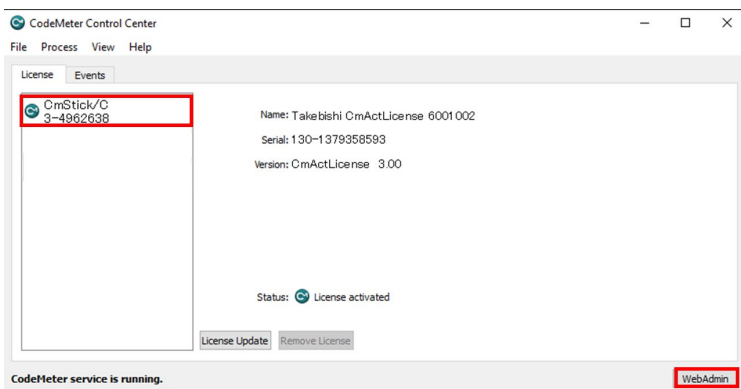 CodeMeter Control Center
File Process View Help
License Events
CmStick/C
3-4962638
Name: Takebishi CmActLicense 6001002
Serial: 130-1379358593
Version: CmActLicense 3.00
Status: License activated
License Update Remove License
CodeMeter service is running.
WebAdmin